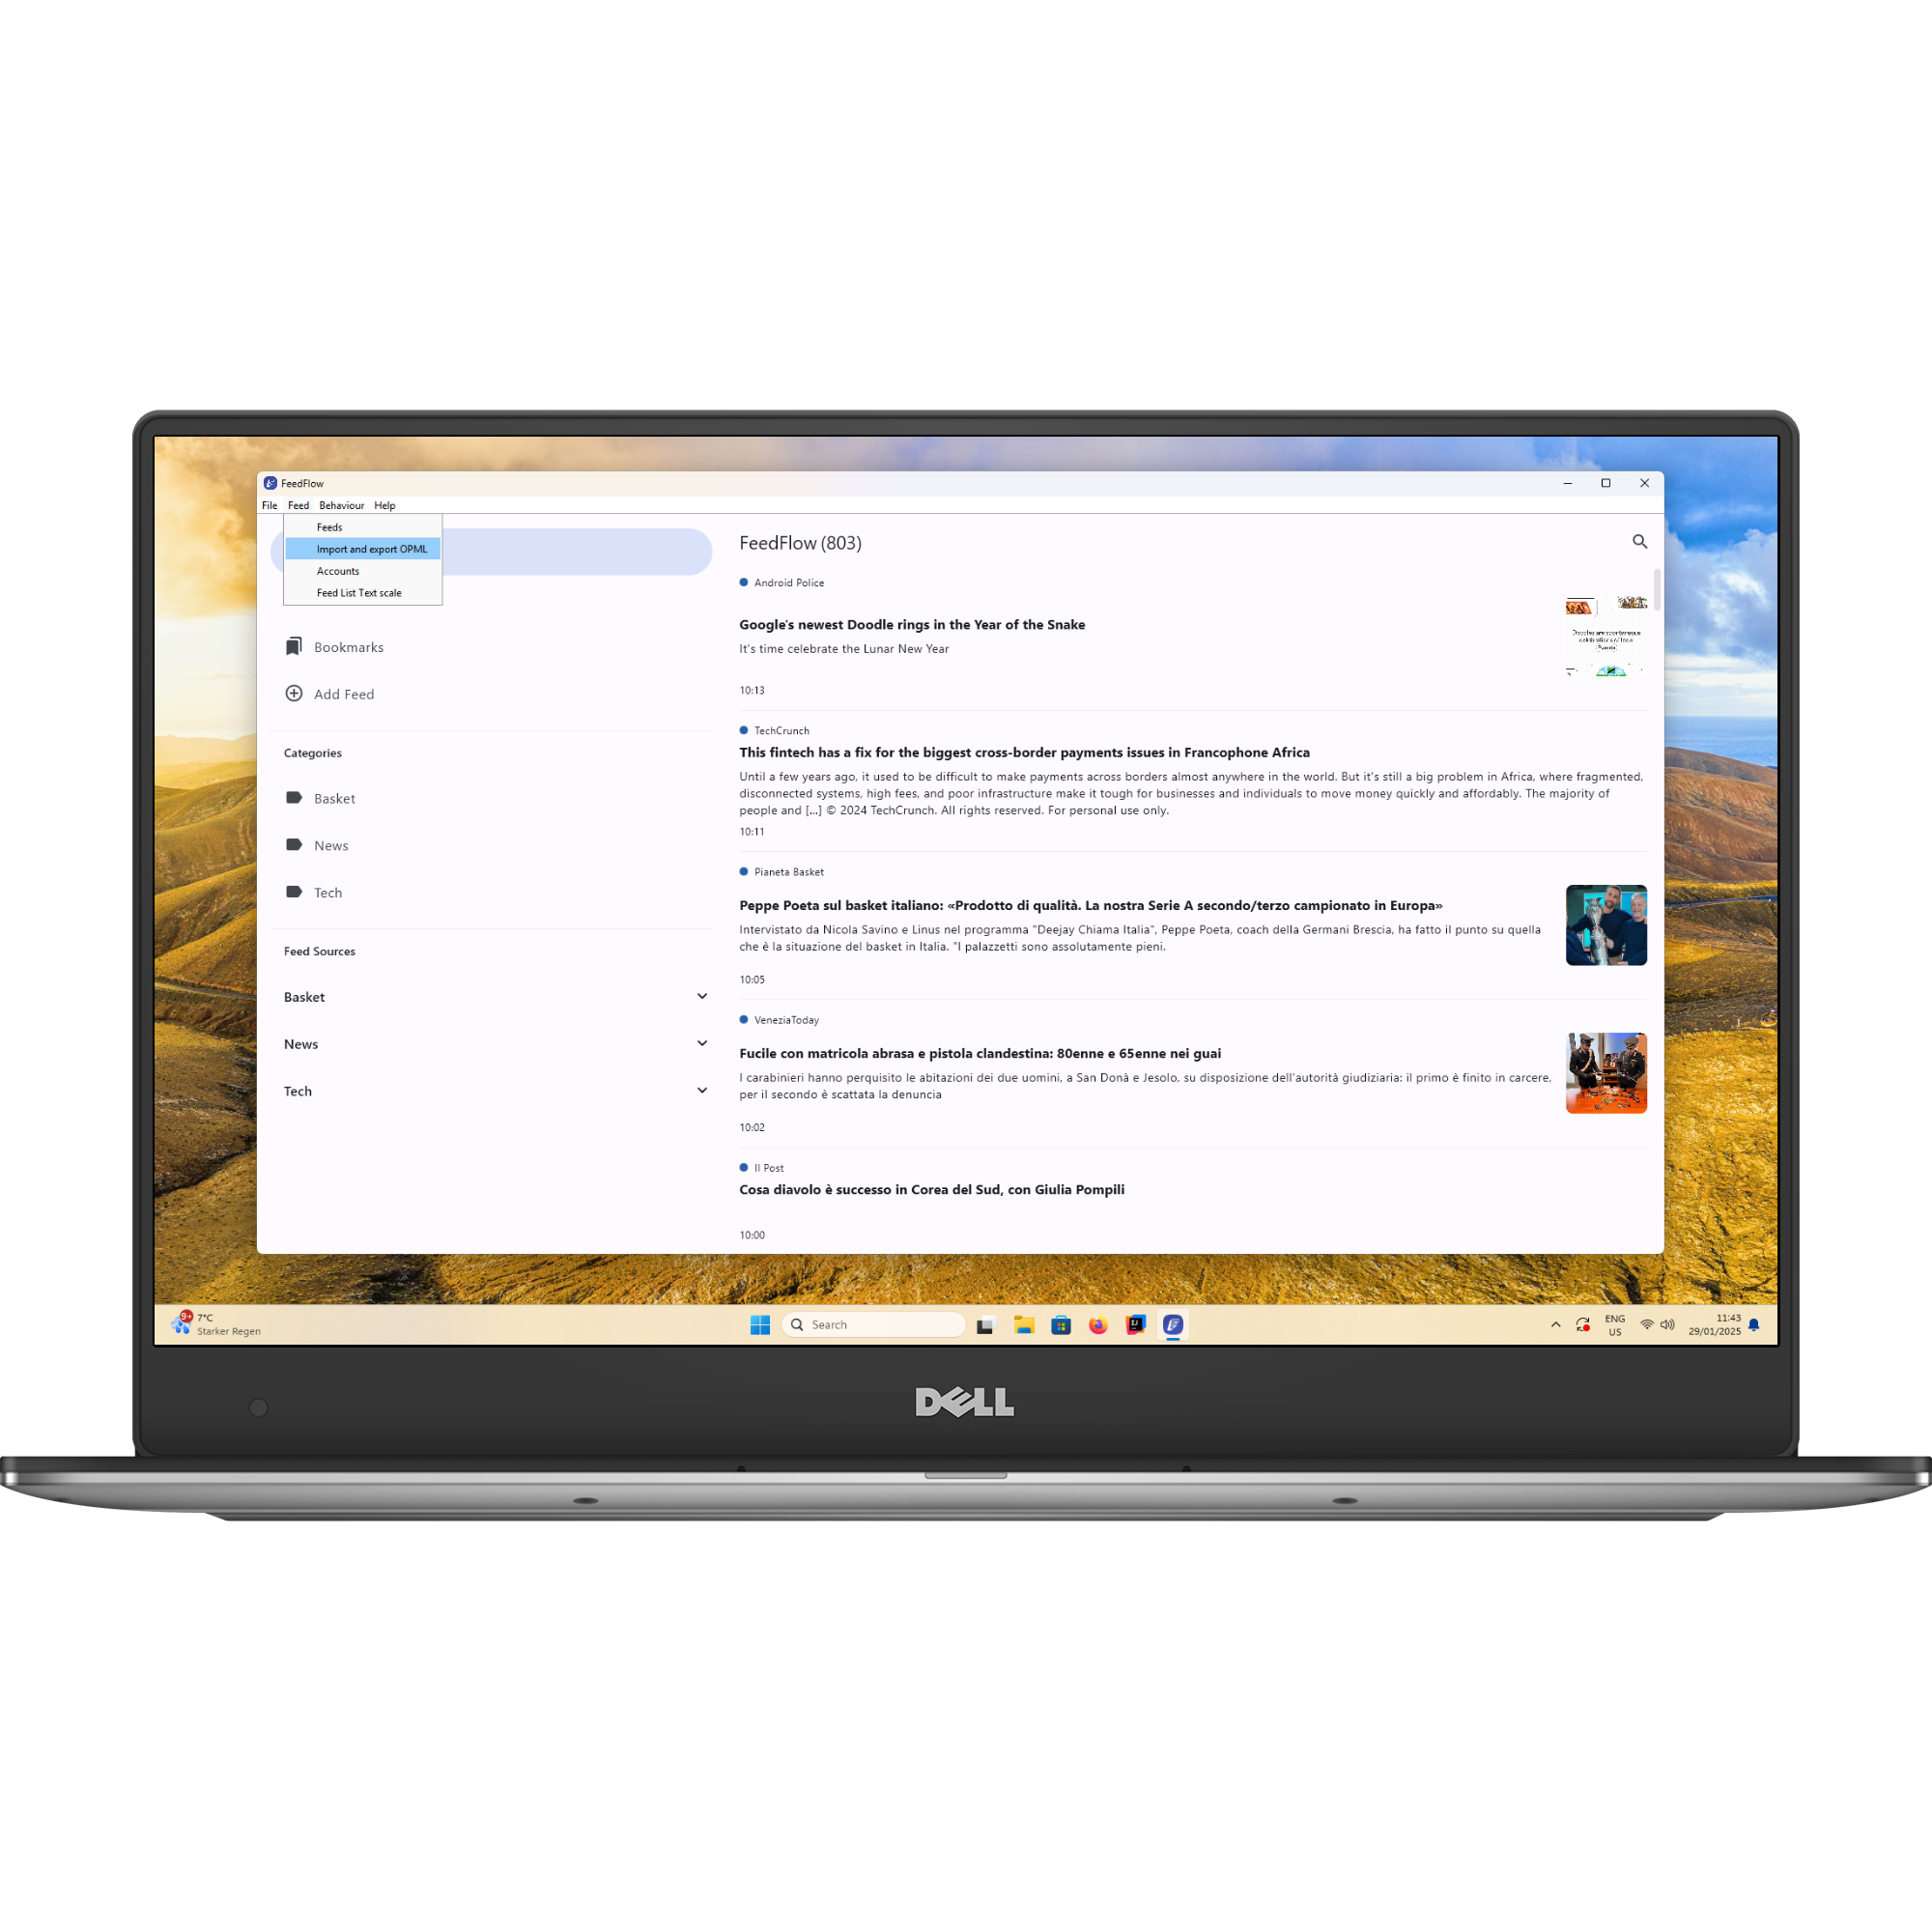 FeedFlow
File Feed Behaviour Help
Feeds
Import and export OPML
Accounts
Feed List Text scale
Bookmarks
Add Feed
Categories
Basket
News
Tech
Feed Sources
Basket
News
Tech
FeedFlow (803)
Android Police
Google's newest Doodle rings in the Year of the Snake
It's time celebrate the Lunar New Year
10:13
TechCrunch
This fintech has a fix for the biggest cross-border payments issues in Francophone Africa
Until a few years ago, it used to be difficult to make payments across borders almost anywhere in the world. But it's still a big problem in Africa, where fragmented,
disconnected systems, high fees, and poor infrastructure make it tough for businesses and individuals to move money quickly and affordably. The majority of
people and [...] © 2024 TechCrunch. All rights reserved. For personal use only.
10:11
Pianeta Basket
Peppe Poeta sul basket italiano: «Prodotto di qualità. La nostra Serie A secondo/terzo campionato in Europa»
Intervistato da Nicola Savino e Linus nel programma "Deejay Chiama Italia", Peppe Poeta, coach della Germani Brescia, ha fatto il punto su quella
che è la situazione del basket in Italia. "I palazzetti sono assolutamente pieni.
10:05
VeneziaToday
Fucile con matricola abrasa e pistola clandestina: 80enne e 65enne nei guai
I carabinieri hanno perquisito le abitazioni dei due uomini, a San Donà e Jesolo, su disposizione dell'autorità giudiziaria: il primo è finito in carcere,
per il secondo è scattata la denuncia
10:02
Il Post
Cosa diavolo è successo in Corea del Sud, con Giulia Pompili
10:00
9+
7°C
Starker Regen
Search
IJ
ENG
US
11:43
29/01/2025
DELL